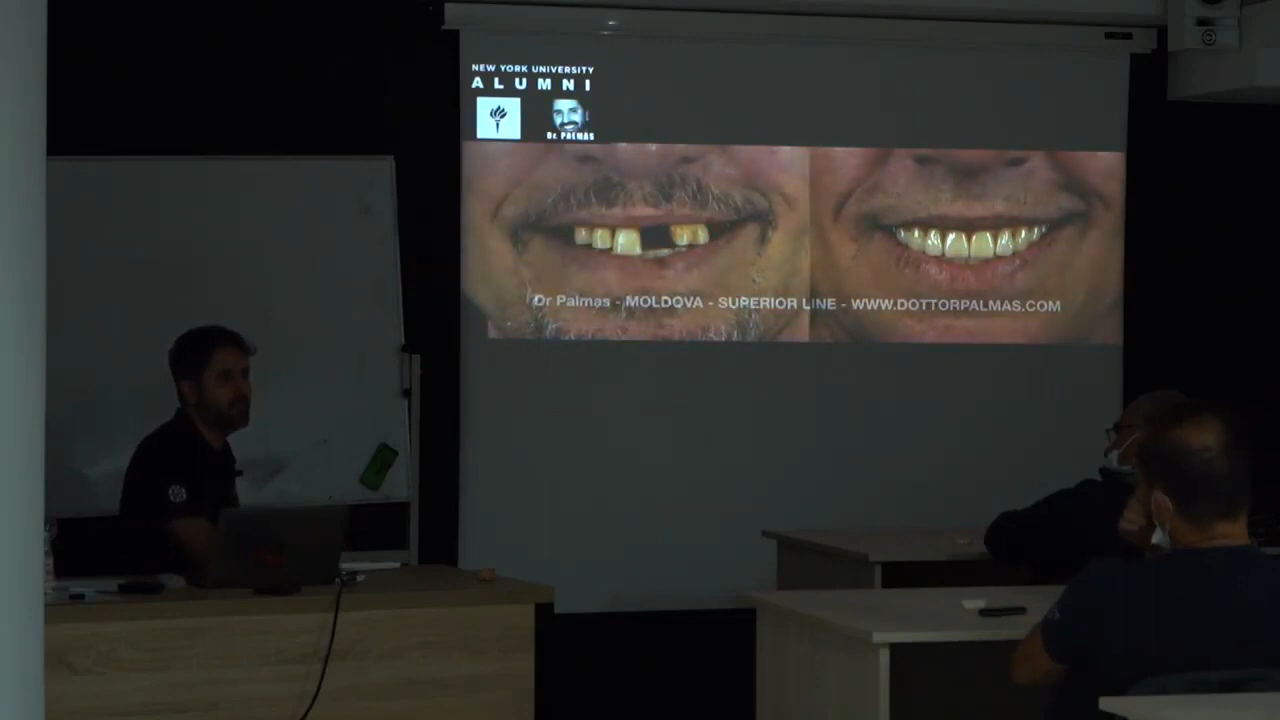 NEW YORK UNIVERSITY
ALUMNI
Dr. PALMAS
Dr Palmas - MOLDOVA - SUPERIOR LINE - WWW.DOTTORPALMAS.COM